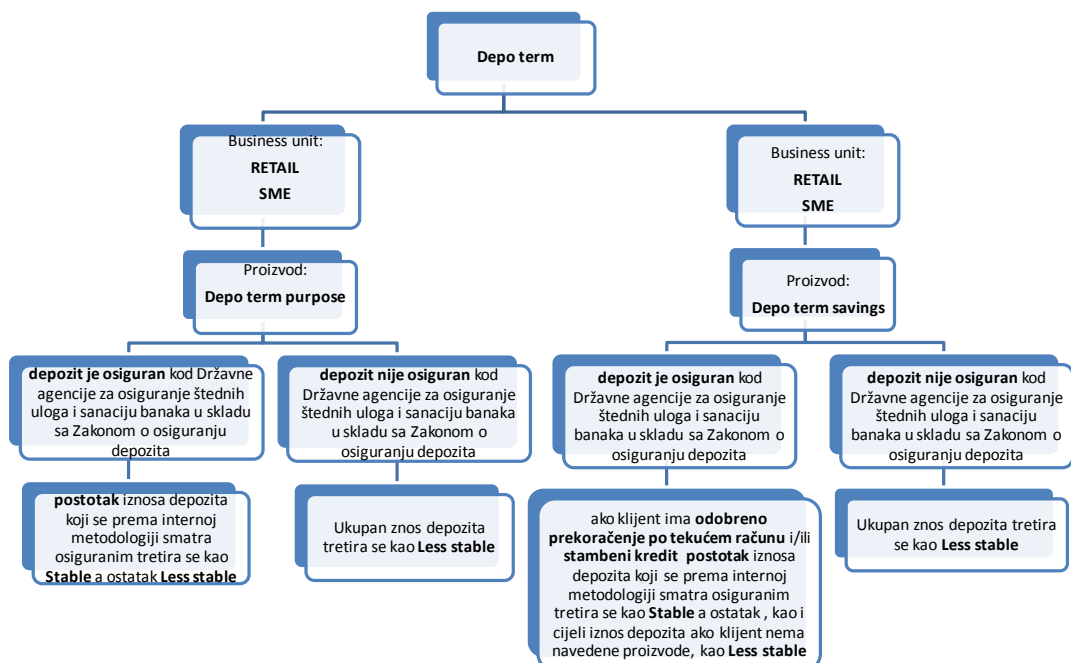 Depo term
Business unit:
RETAIL
SME
Business unit:
RETAIL
SME
Proizvod:
Depo term purpose
Proizvod:
Depo term savings
depozit je osiguran kod Državne
agencije za osiguranje štednih
uloga i sanaciju banaka u skladu
sa Zakonom o osiguranju
depozita
depozit nije osiguran kod
Državne agencije za osiguranje
štednih uloga i sanaciju banaka
u skladu sa Zakonom o
osiguranju depozita
depozit je osiguran kod
Državne agencije za osiguranje
štednih uloga i sanaciju
banaka u skladu sa Zakonom o
osiguranju depozita
depozit nije osiguran kod
Državne agencije za osiguranje
štednih uloga i sanaciju
banaka u skladu sa Zakonom o
osiguranju depozita
postotak iznosa depozita
koji se prema internoj
metodologiji smatra
osiguranim tretira se kao
Stable a ostatak Less stable
Ukupan znos depozita
tretira se kao Less stable
ako klijent ima odobreno
prekoračenje po tekućem računu i/ili
stambeni kredit postotak iznosa
depozita koji se prema internoj
metodologiji smatra osiguranim
tretira se kao Stable a ostatak , kao i
cijeli iznos depozita ako klijent nema
navedene proizvode, kao Less stable
Ukupan znos depozita tretira
se kao Less stable